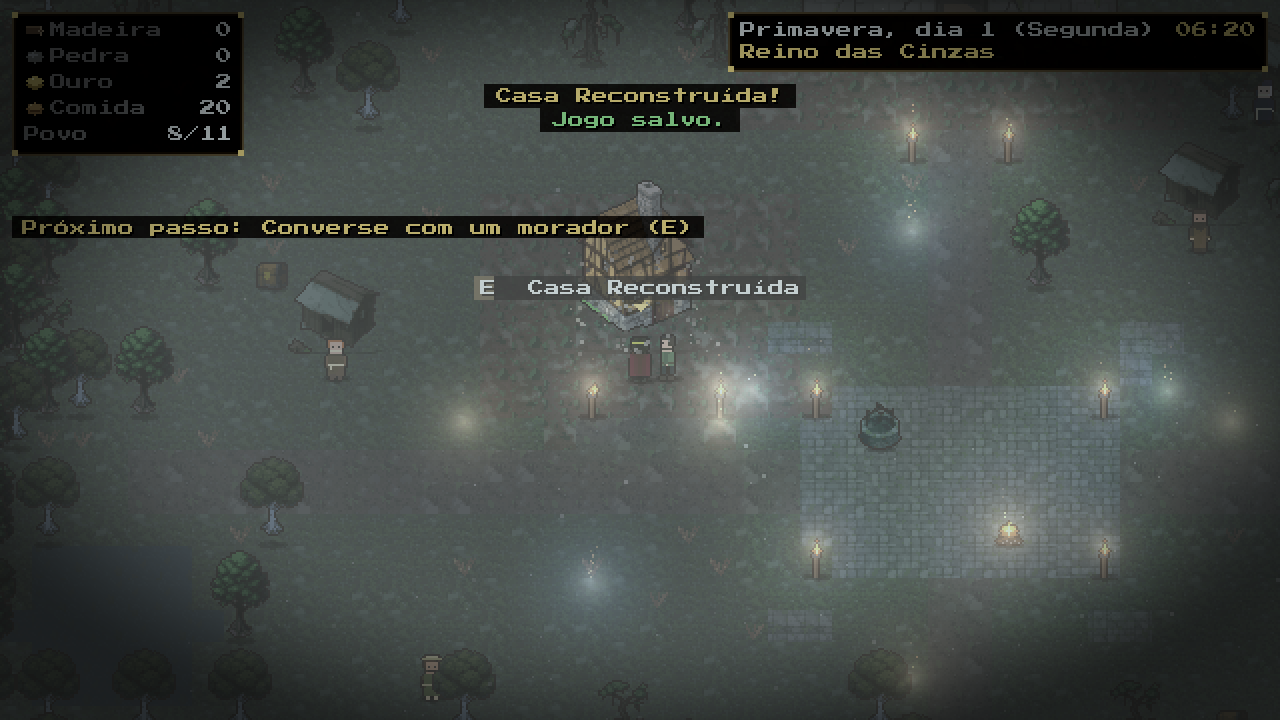 Madeira 0
Pedra 0
Ouro 2
Comida 20
Povo 8/11
Primavera, dia 1 (Segunda) 06:20
Reino das Cinzas
Casa Reconstruída!
Jogo salvo.
Próximo passo: Converse com um morador (E)
E Casa Reconstruída